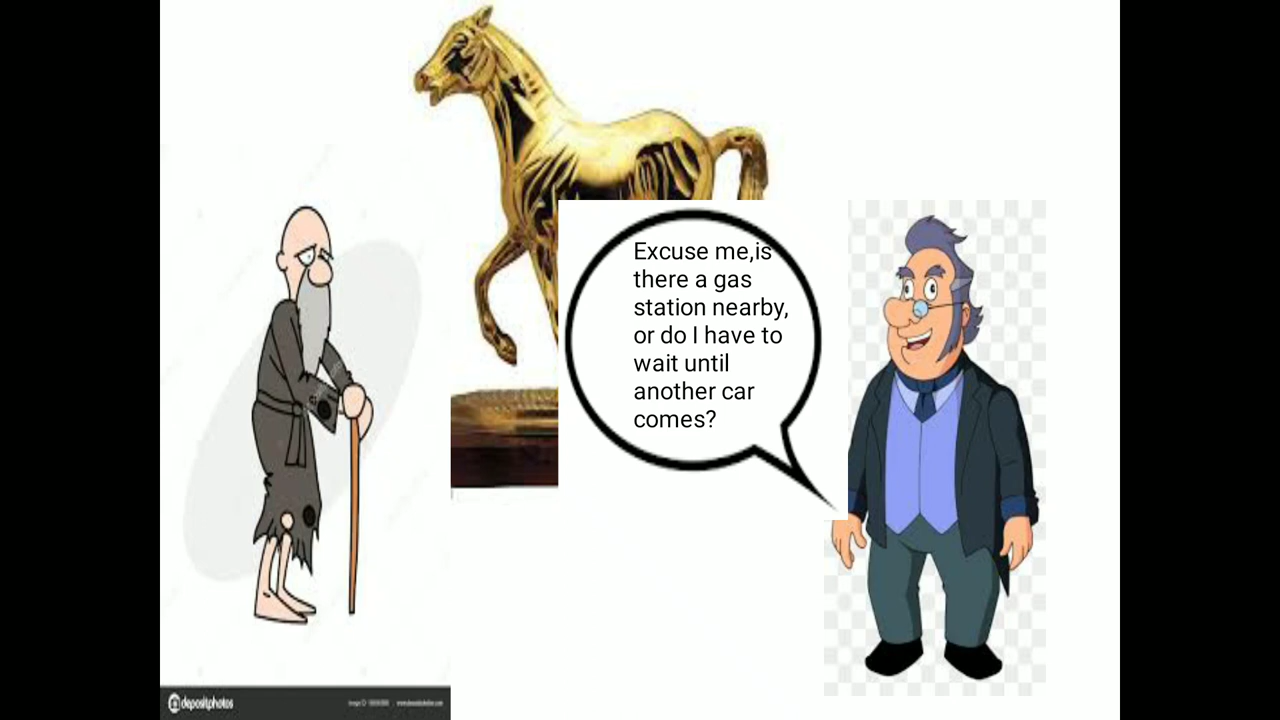 Excuse me,is
there a gas
station nearby,
or do I have to
wait until
another car
comes?
depositphotos